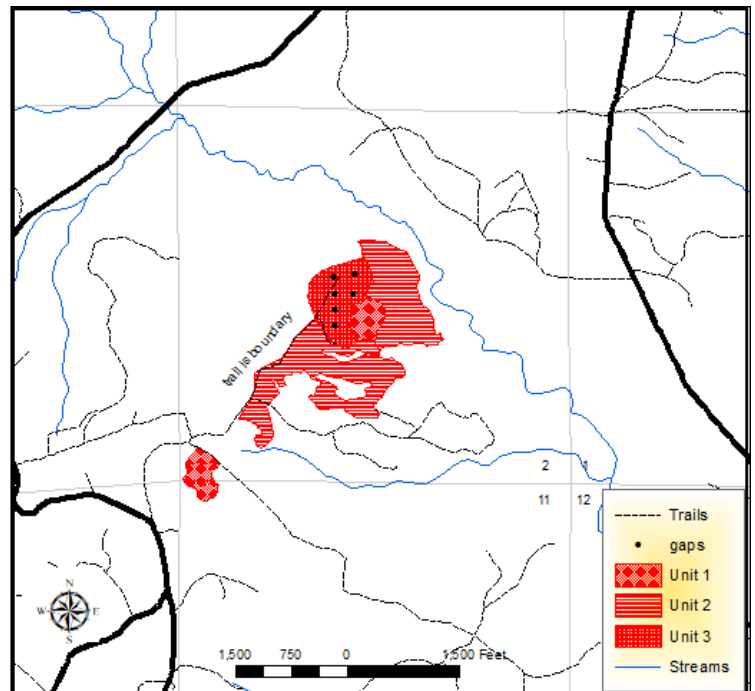 trail is boundary
2 1
11 12
N
W E
S
1,500 750 0 1,500 Feet
Trails
gaps
Unit 1
Unit 2
Unit 3
Streams